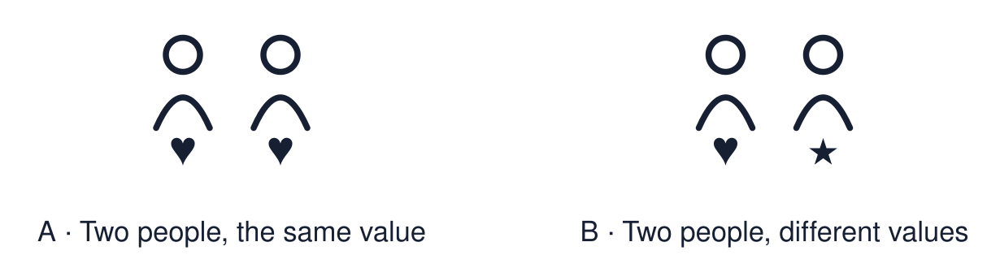 A · Two people, the same value
B · Two people, different values